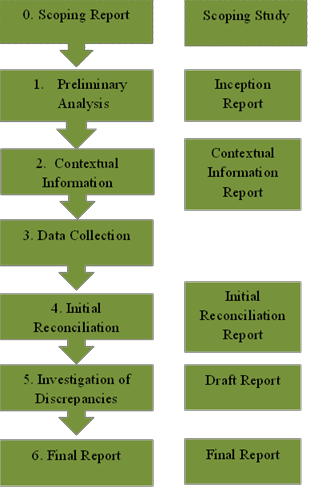 0. Scoping Report
Scoping Study
1. Preliminary
Analysis
Inception
Report
2. Contextual
Information
Contextual
Information
Report
3. Data Collection
4. Initial
Reconciliation
Initial
Reconciliation
Report
5. Investigation of
Discrepancies
Draft Report
6. Final Report
Final Report